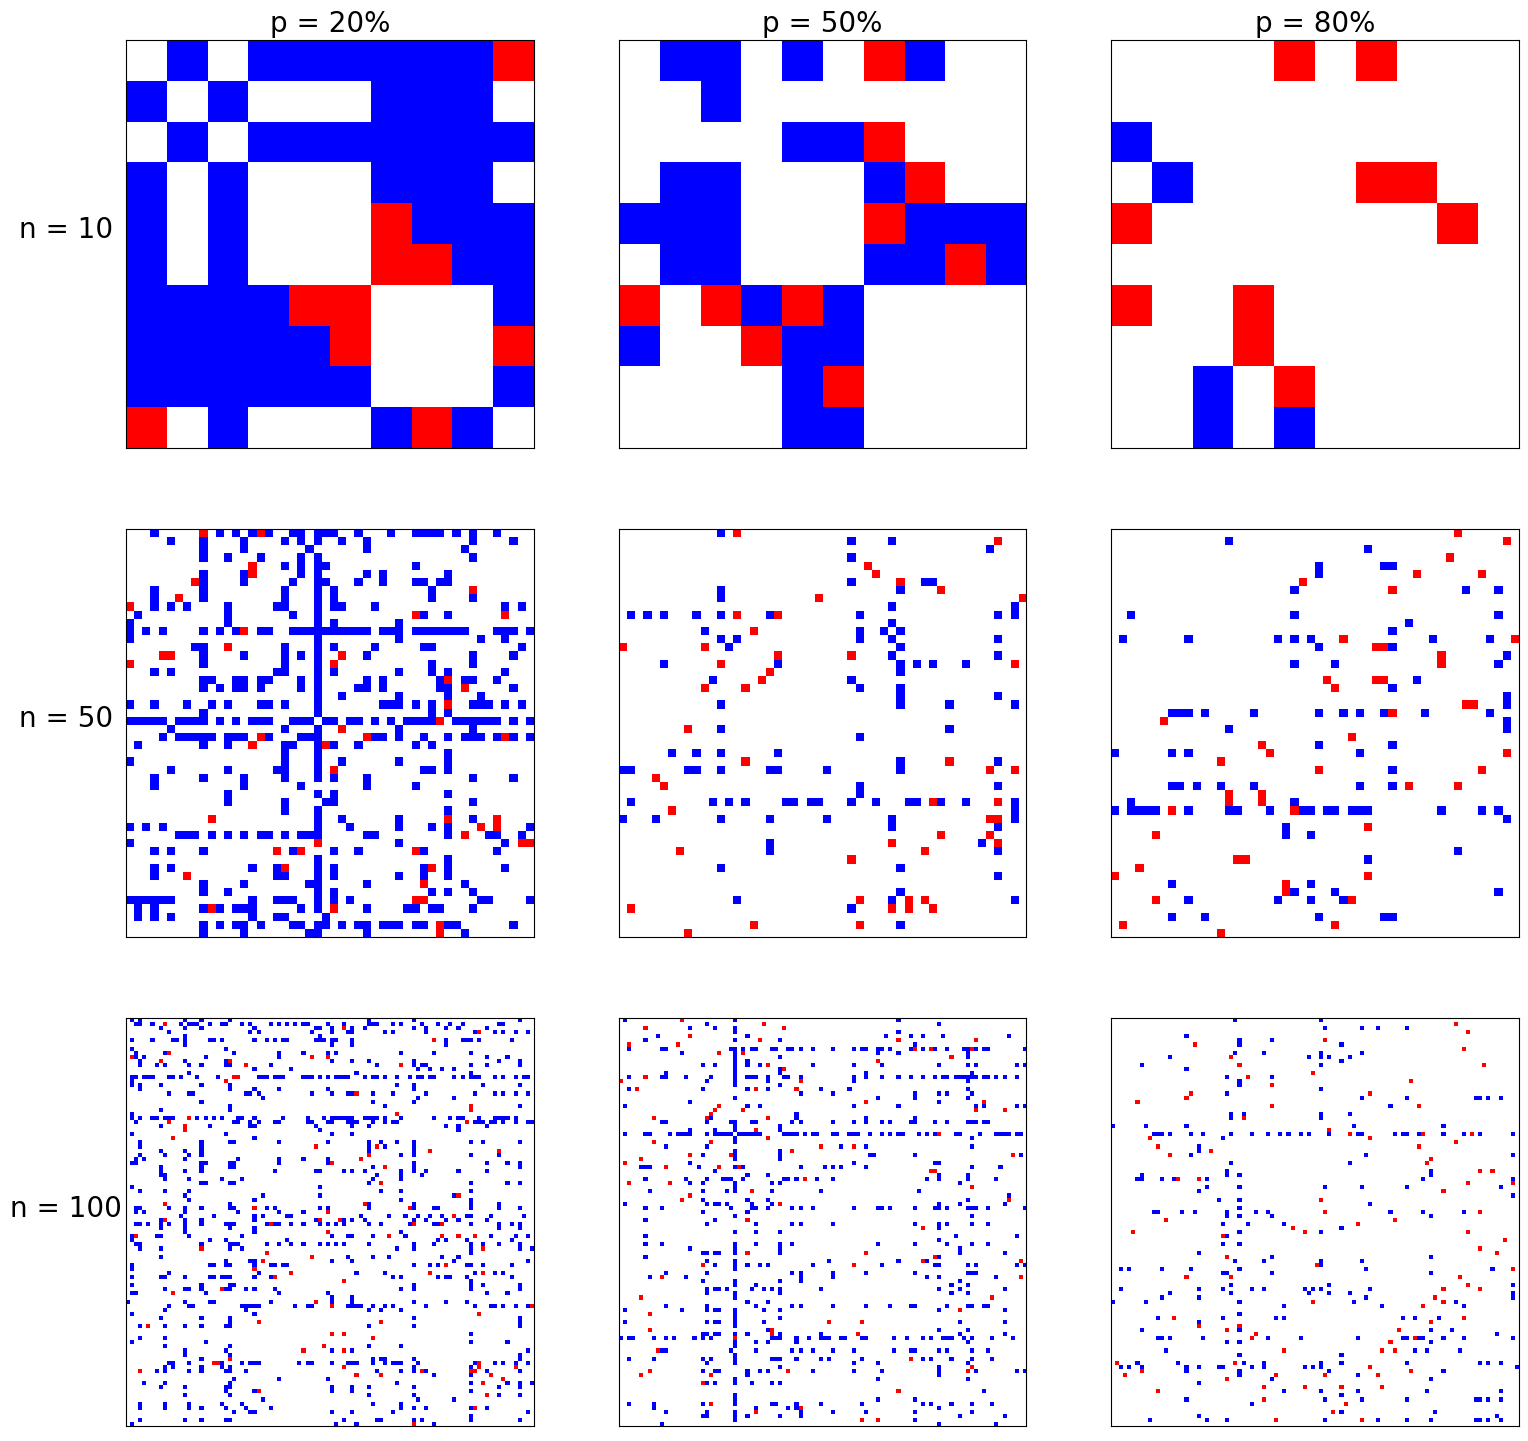 p = 20%
p = 50%
p = 80%
n = 10
n = 50
n = 100